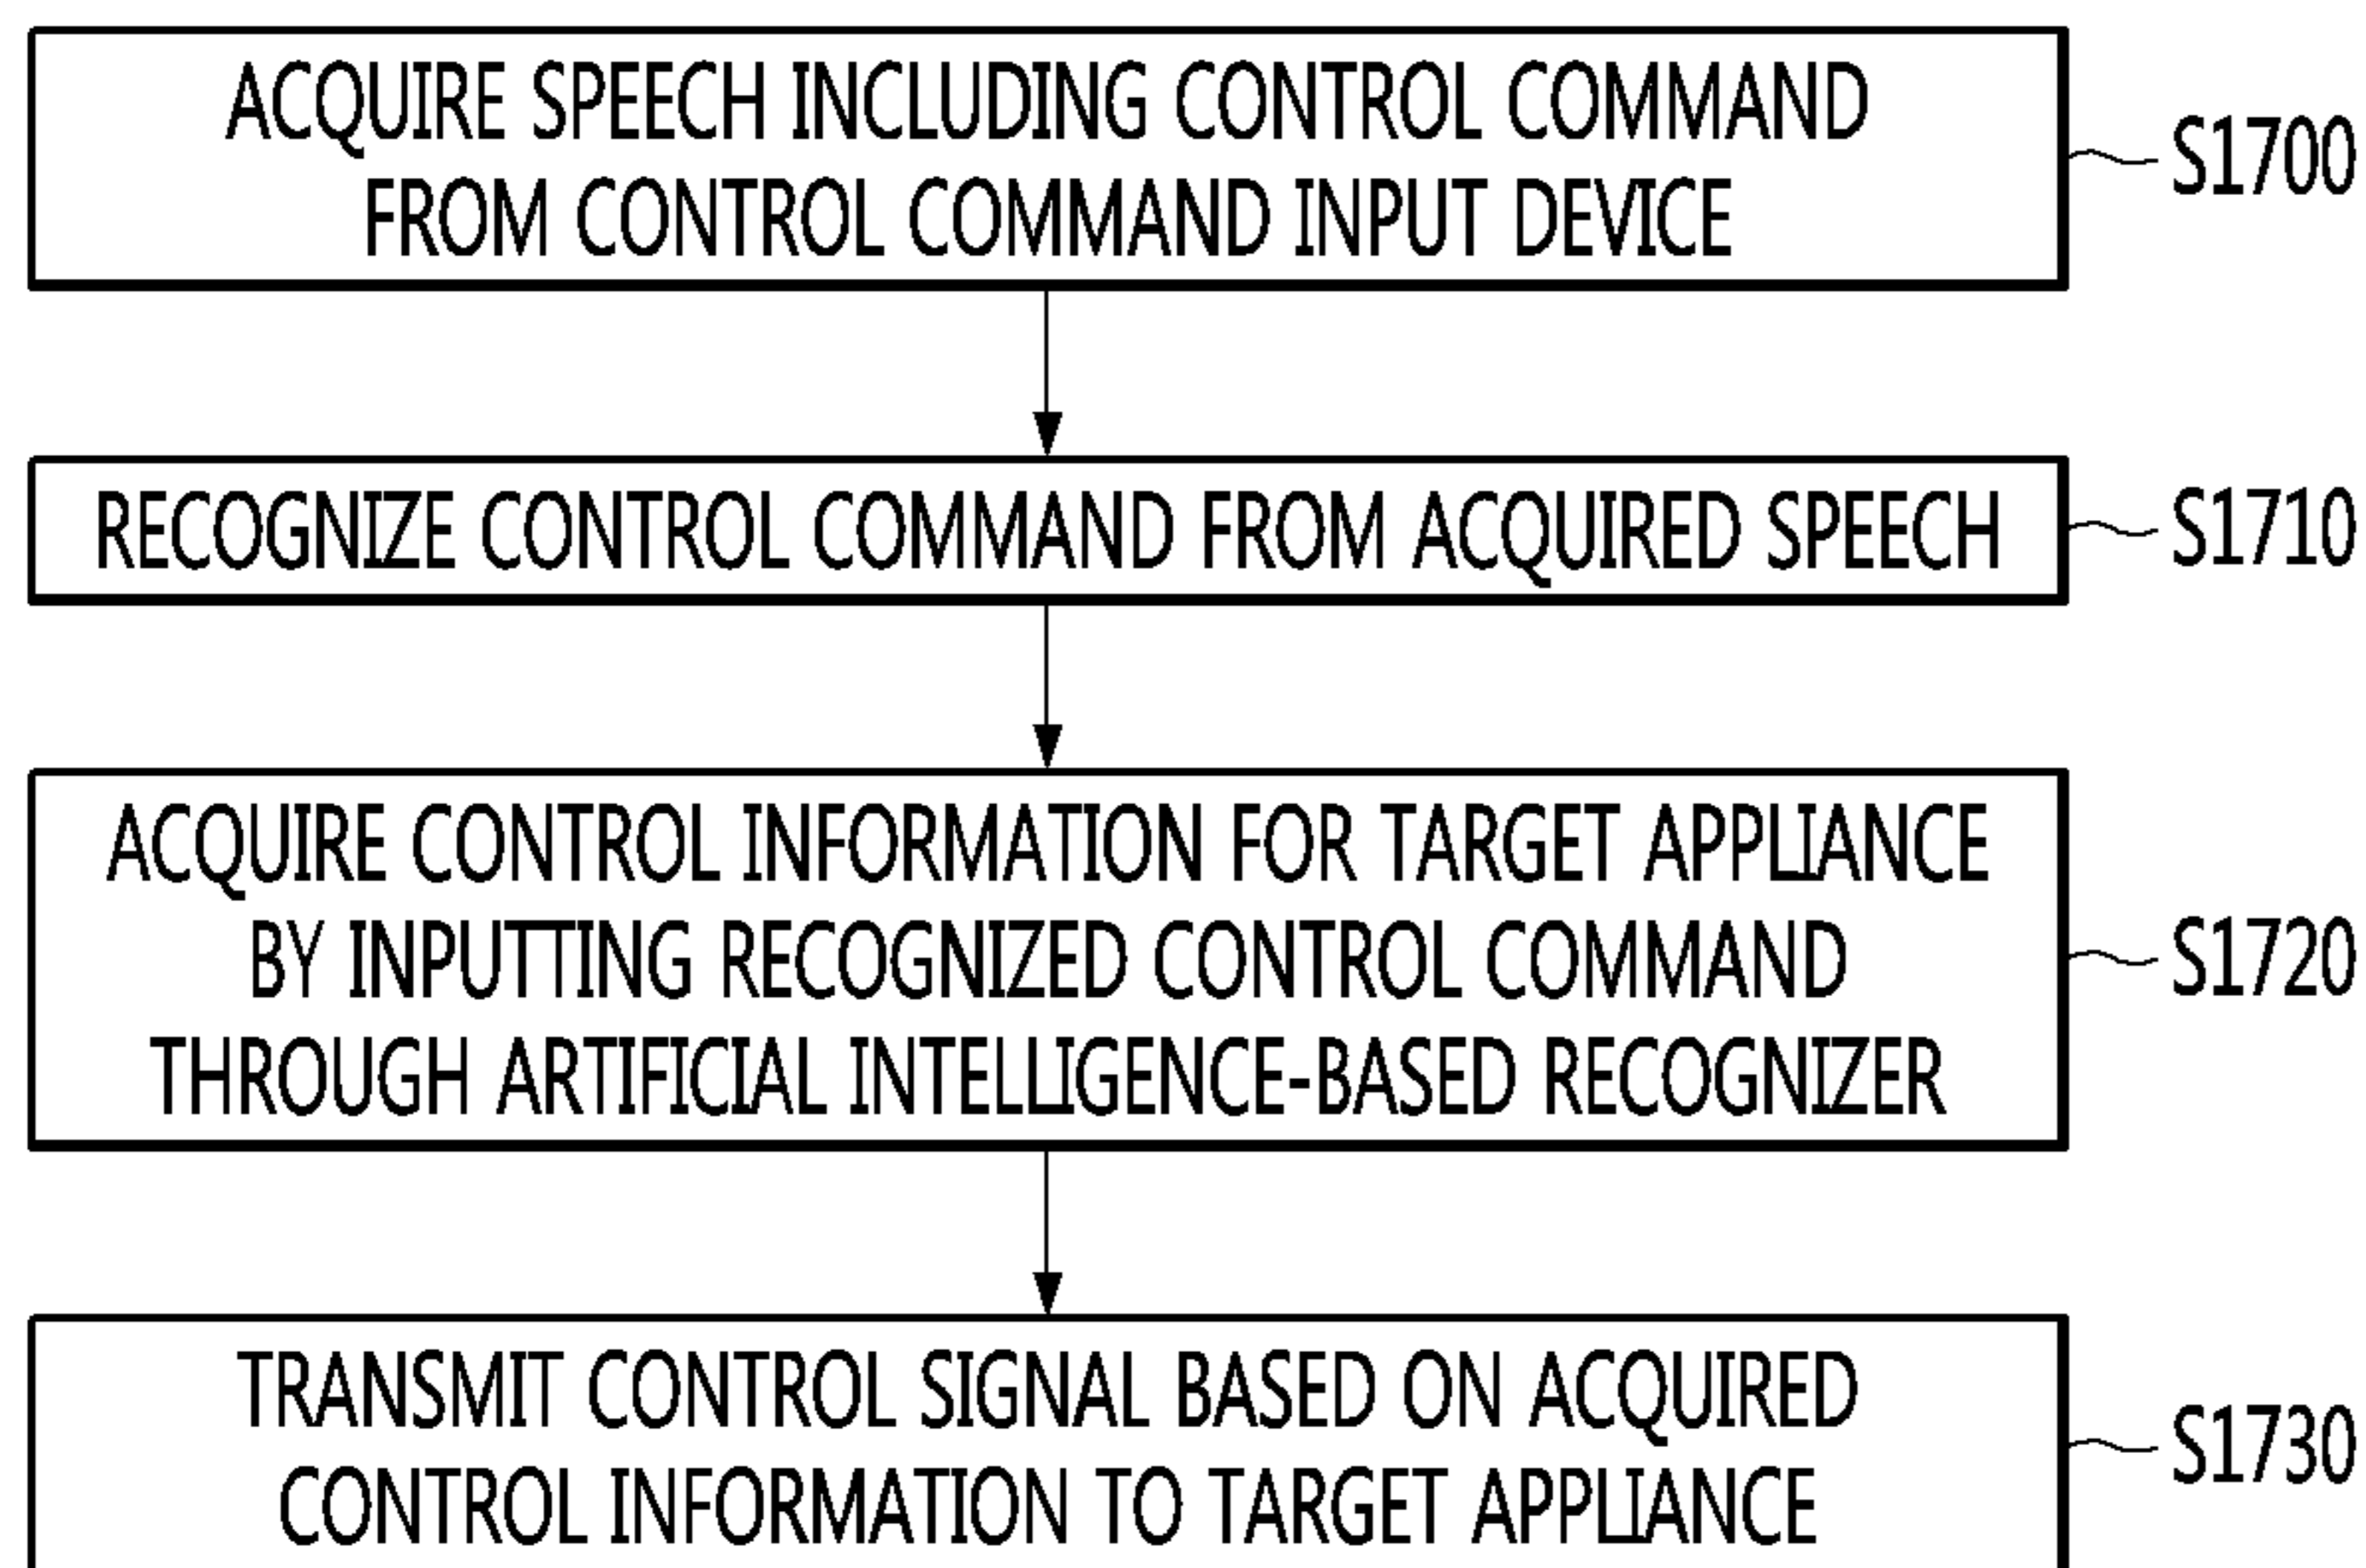 ACQUIRE SPEECH INCLUDING CONTROL COMMAND
FROM CONTROL COMMAND INPUT DEVICE
S1700
RECOGNIZE CONTROL COMMAND FROM ACQUIRED SPEECH
S1710
ACQUIRE CONTROL INFORMATION FOR TARGET APPLIANCE
BY INPUTTING RECOGNIZED CONTROL COMMAND
THROUGH ARTIFICIAL INTELLIGENCE-BASED RECOGNIZER
S1720
TRANSMIT CONTROL SIGNAL BASED ON ACQUIRED
CONTROL INFORMATION TO TARGET APPLIANCE
S1730